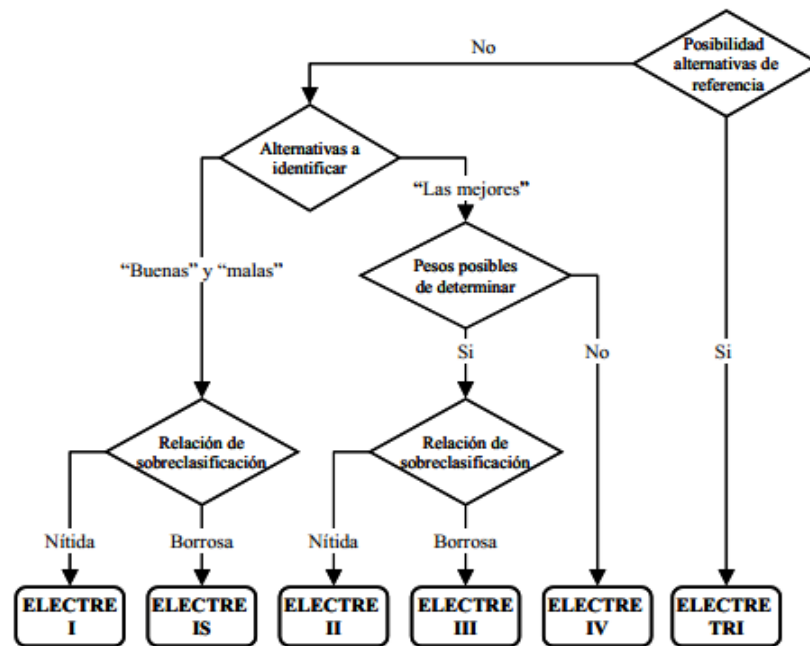 No
Posibilidad
alternativas de
referencia
Alternativas a
identificar
“Las mejores”
“Buenas” y “malas”
Pesos posibles
de determinar
Si
No
Si
Relación de
sobreclasificación
Relación de
sobreclasificación
Nítida
Borrosa
Nítida
Borrosa
ELECTRE
I
ELECTRE
IS
ELECTRE
II
ELECTRE
III
ELECTRE
IV
ELECTRE
TRI